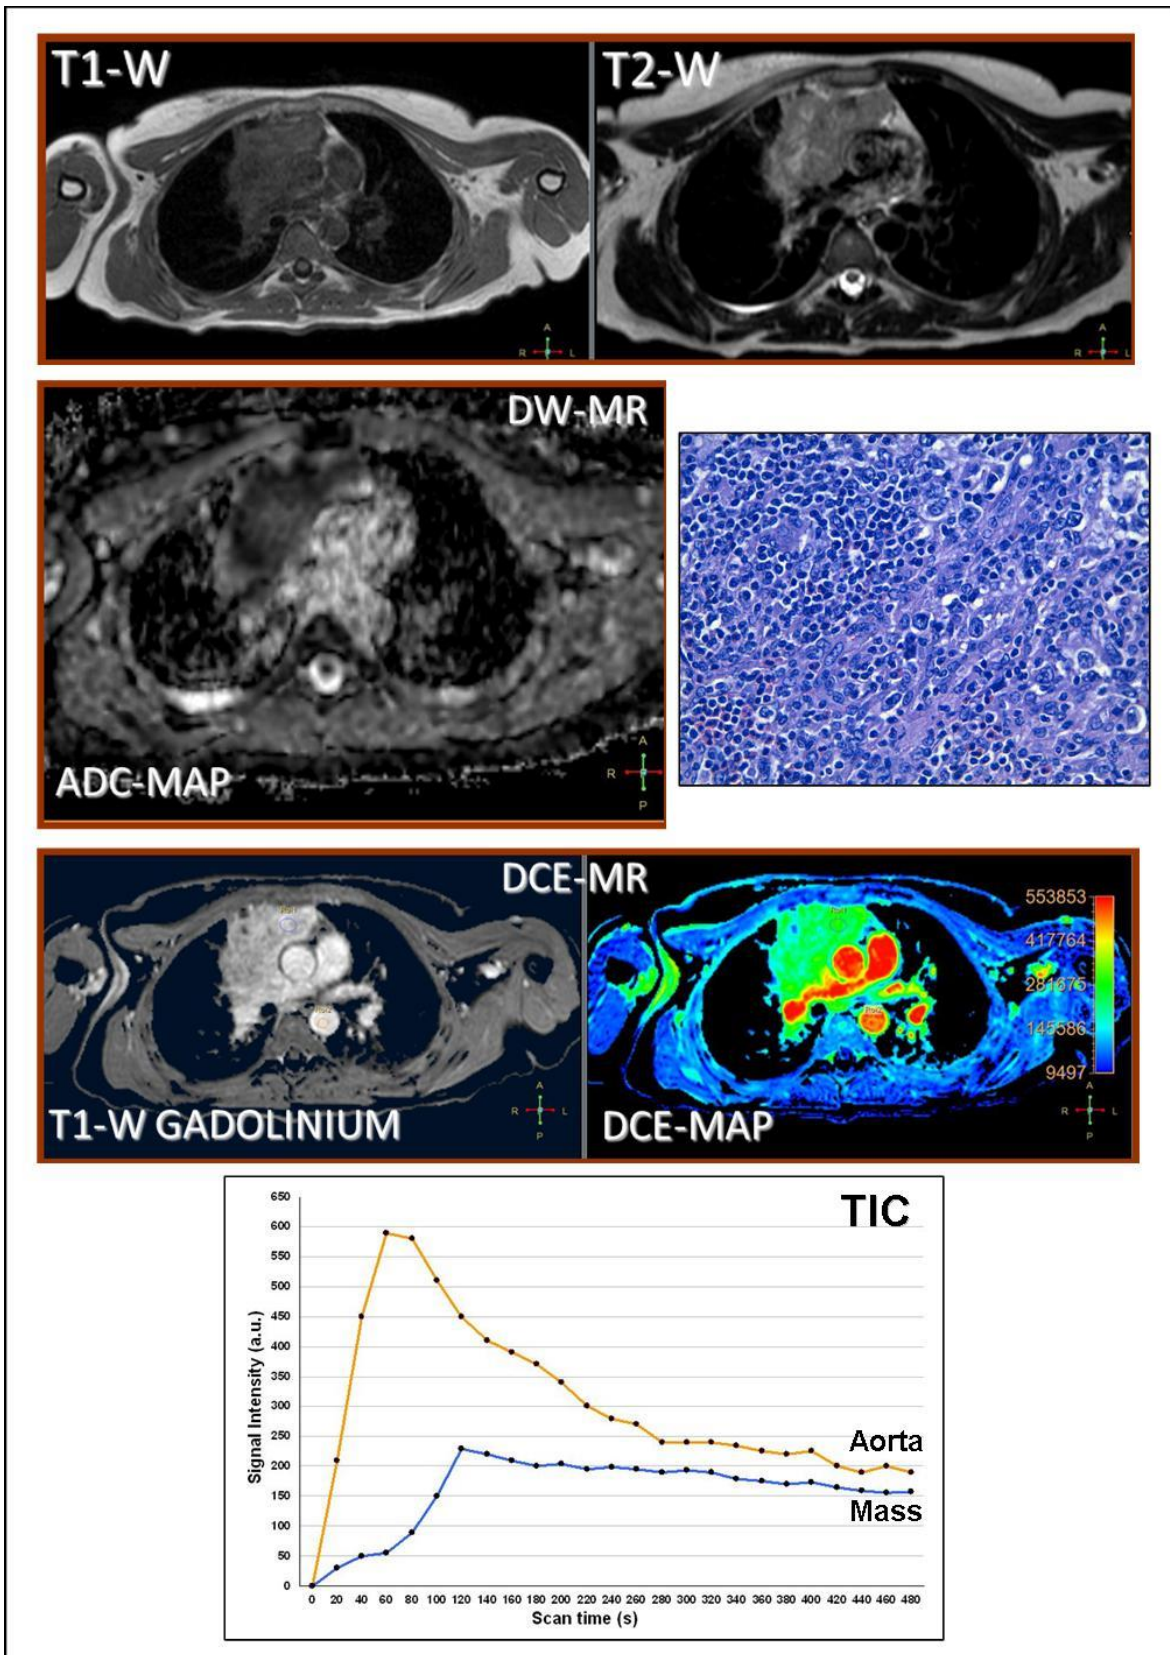 T1-W
T2-W
A
R L
A
R L
DW-MR
ADC-MAP
A
R
P
DCE-MR
T1-W GADOLINIUM
A
R L
P
DCE-MAP
553853
417764
281675
145586
9497
A
R L
P
TIC
Signal Intensity (a.u.)
650
600
550
500
450
400
350
300
250
200
150
100
50
0
Aorta
Mass
0 20 40 60 80 100 120 140 160 180 200 220 240 260 280 300 320 340 360 380 400 420 440 460 480
Scan time (s)